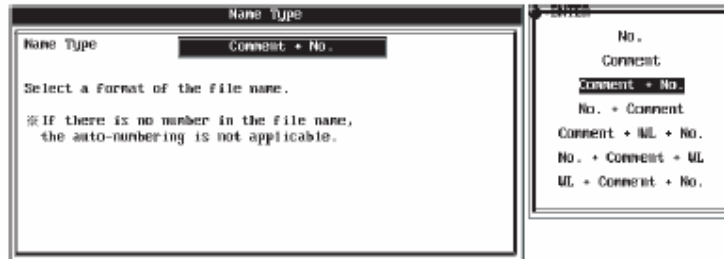 Name Type
Name Type
Comment + No.
Select a format of the file name.
※If there is no number in the file name,
the auto-numbering is not applicable.
ENTER
No.
Comment
Comment + No.
No. + Comment
Comment + WL + No.
No. + Comment + WL
WL + Comment + No.